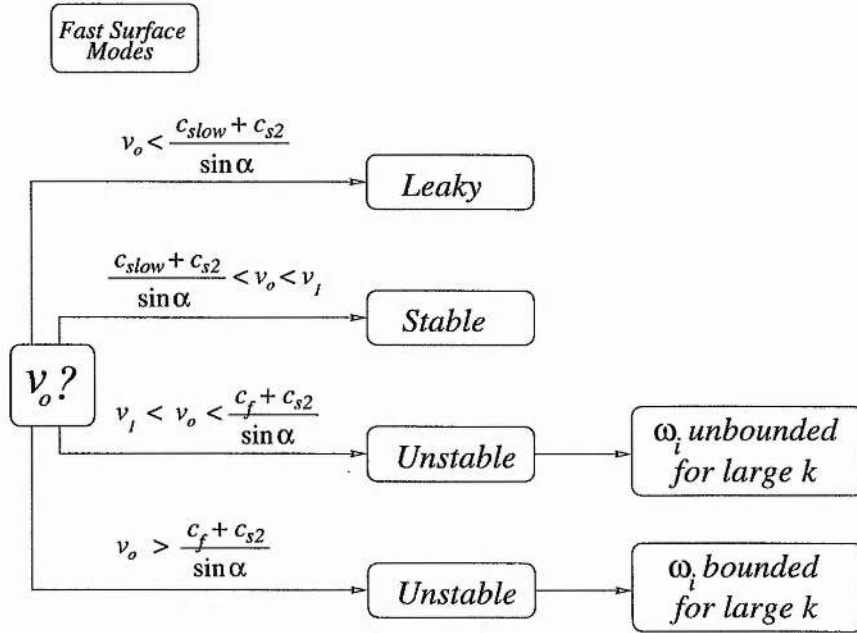 Fast Surface
Modes
v_o < (c_slow + c_s2) / sin α
Leaky
(c_slow + c_s2) / sin α < v_o < v_1
Stable
v_o ?
v_1 < v_o < (c_f + c_s2) / sin α
Unstable
ω_i unbounded
for large k
v_o > (c_f + c_s2) / sin α
Unstable
ω_i bounded
for large k